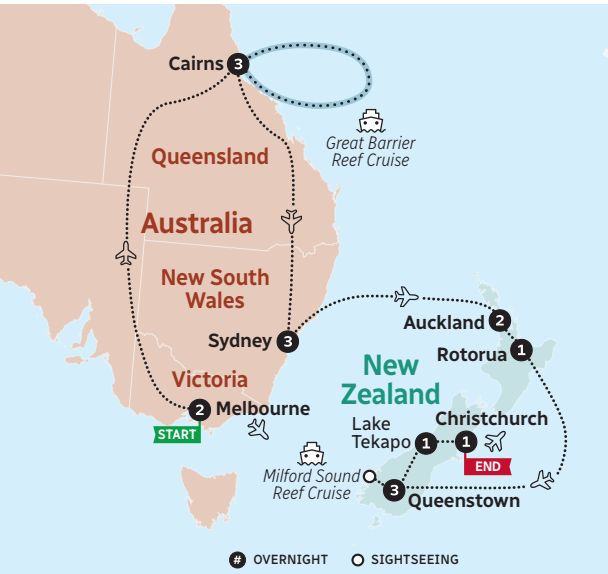 Cairns
3
Great Barrier
Reef Cruise
Queensland
Australia
New South
Wales
Sydney
3
Auckland
2
Rotorua
1
New
Zealand
Victoria
2
Melbourne
START
Lake
Tekapo
1
Christchurch
1
END
Milford Sound
Reef Cruise
3
Queenstown
# OVERNIGHT
SIGHTSEEING